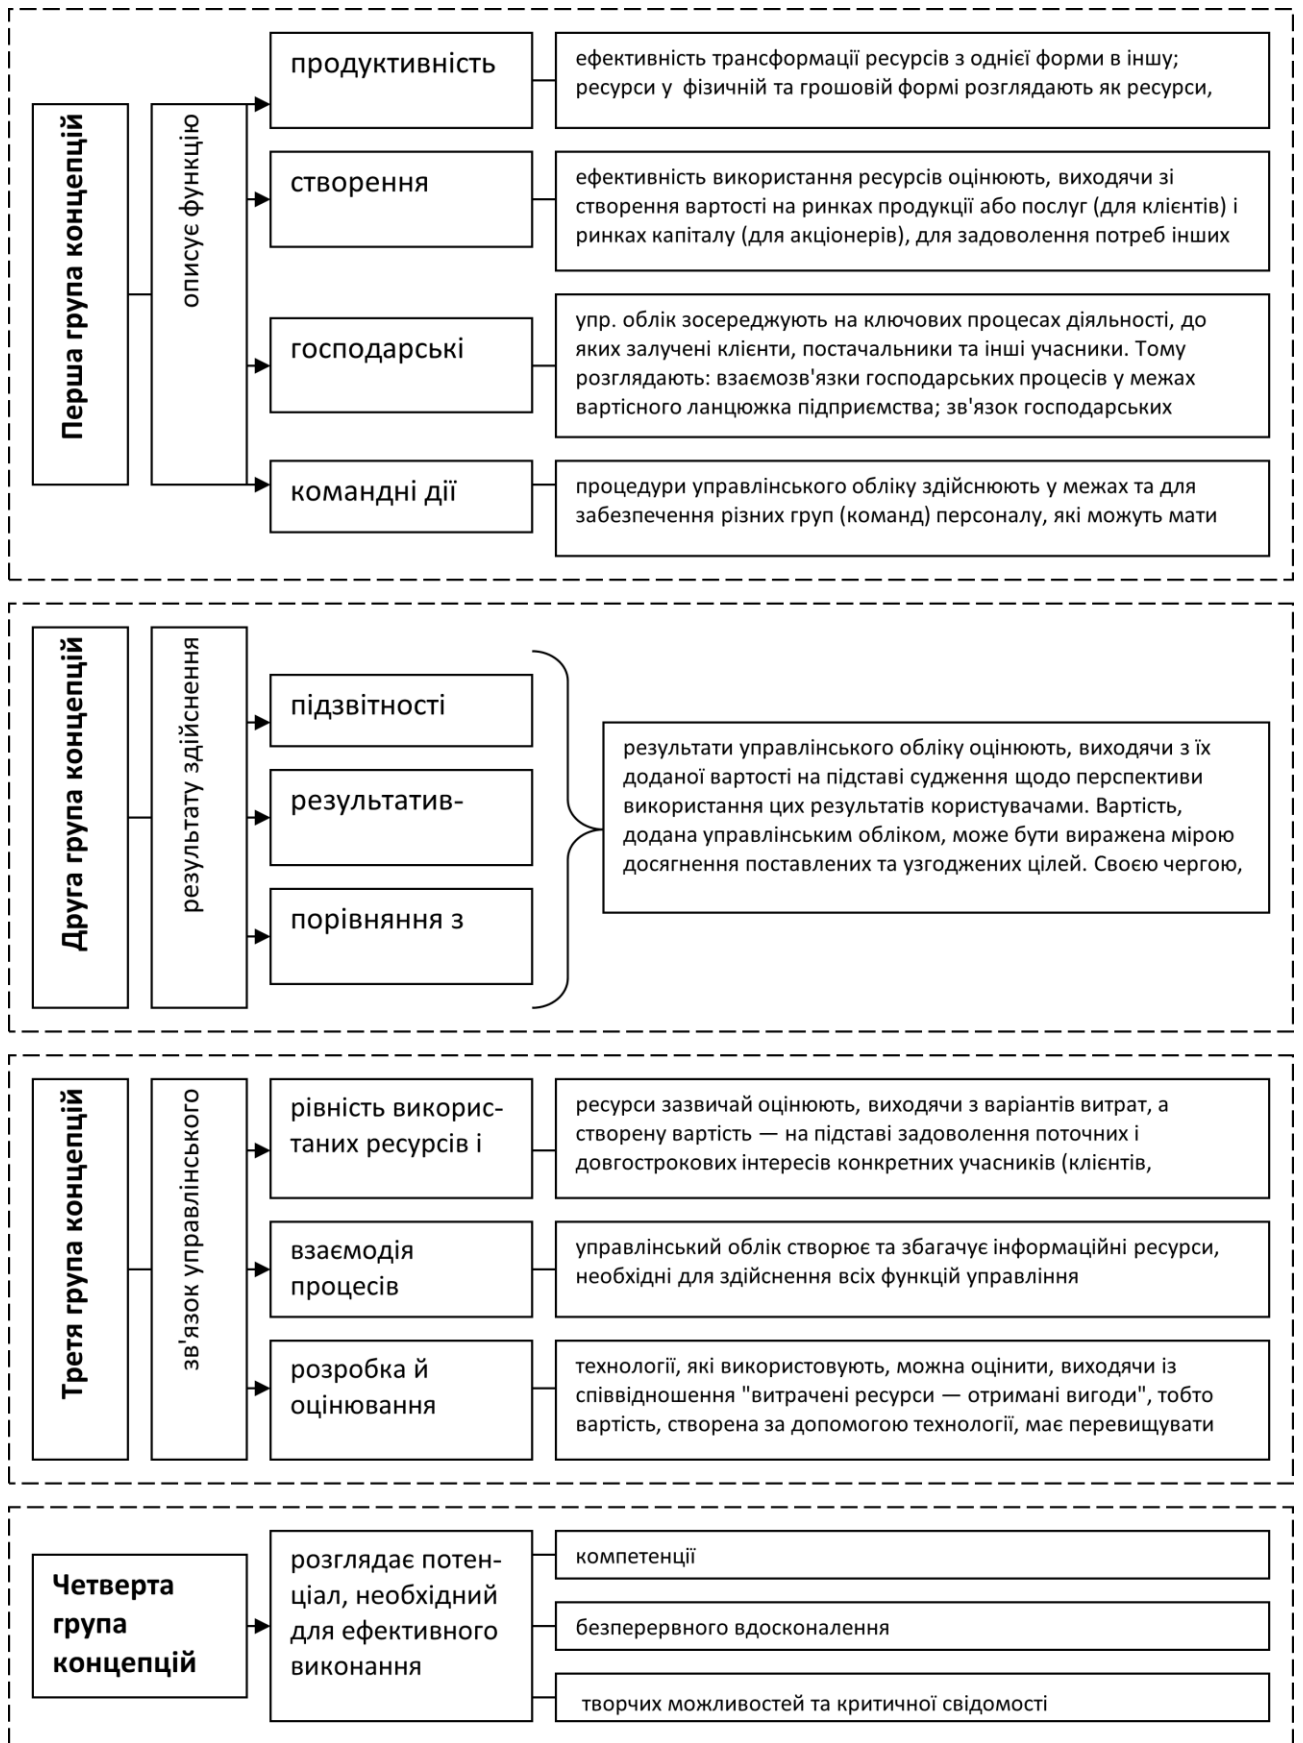 Перша група концепцій
описує функцію
продуктивність
ефективність трансформації ресурсів з однієї форми в іншу;
ресурси у фізичній та грошовій формі розглядають як ресурси,
створення
ефективність використання ресурсів оцінюють, виходячи зі
створення вартості на ринках продукції або послуг (для клієнтів) і
ринках капіталу (для акціонерів), для задоволення потреб інших
господарські
упр. облік зосереджують на ключових процесах діяльності, до
яких залучені клієнти, постачальники та інші учасники. Тому
розглядають: взаємозв'язки господарських процесів у межах
вартісного ланцюжка підприємства; зв'язок господарських
командні дії
процедури управлінського обліку здійснюють у межах та для
забезпечення різних груп (команд) персоналу, які можуть мати
Друга група концепцій
результату здійснення
підзвітності
результатив-
порівняння з
результати управлінського обліку оцінюють, виходячи з їх
доданої вартості на підставі судження щодо перспективи
використання цих результатів користувачами. Вартість,
додана управлінським обліком, може бути виражена мірою
досягнення поставлених та узгоджених цілей. Своєю чергою,
Третя група концепцій
зв'язок управлінського
рівність викорис-
таних ресурсів і
ресурси зазвичай оцінюють, виходячи з варіантів витрат, а
створену вартість — на підставі задоволення поточних і
довгострокових інтересів конкретних учасників (клієнтів,
взаємодія
процесів
управлінський облік створює та збагачує інформаційні ресурси,
необхідні для здійснення всіх функцій управління
розробка й
оцінювання
технології, які використовують, можна оцінити, виходячи із
співвідношення "витрачені ресурси — отримані вигоди", тобто
вартість, створена за допомогою технології, має перевищувати
Четверта
група
концепцій
розглядає потен-
ціал, необхідний
для ефективного
виконання
компетенції
безперервного вдосконалення
творчих можливостей та критичної свідомості